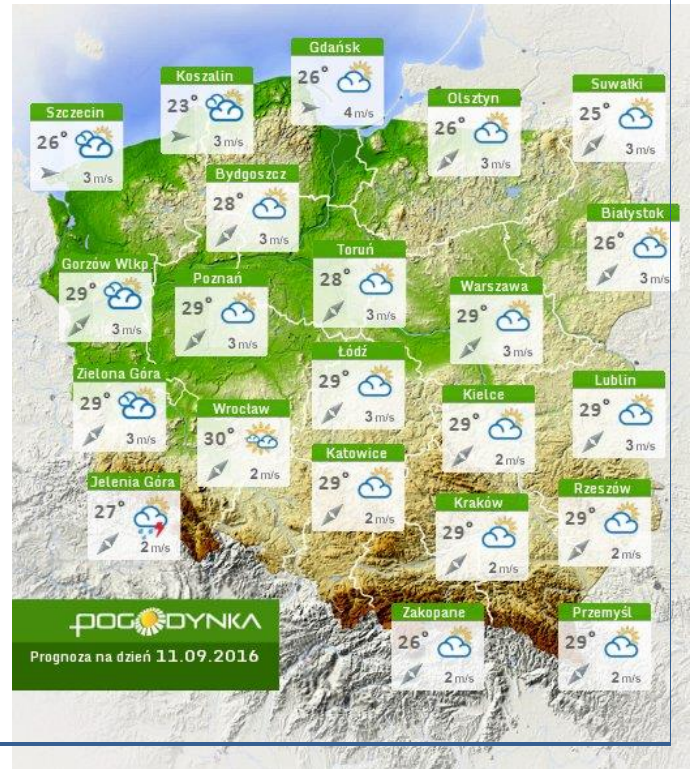 Gdańsk
26°
4 m/s
Koszalin
23°
3 m/s
Suwałki
25°
3 m/s
Olsztyn
26°
3 m/s
Szczecin
26°
3 m/s
Bydgoszcz
28°
3 m/s
Białystok
26°
3 m/s
Toruń
28°
3 m/s
Gorzów Wlkp
29°
3 m/s
Poznań
29°
3 m/s
Warszawa
29°
3 m/s
Łódź
29°
3 m/s
Zielona Góra
29°
3 m/s
Lublin
29°
3 m/s
Kielce
29°
2 m/s
Wrocław
30°
2 m/s
Katowice
29°
2 m/s
Jelenia Góra
27°
2 m/s
Rzeszów
29°
2 m/s
Kraków
29°
2 m/s
Zakopane
26°
2 m/s
Przemyśl
29°
2 m/s
POGODYNKA
Prognoza na dzień 11.09.2016